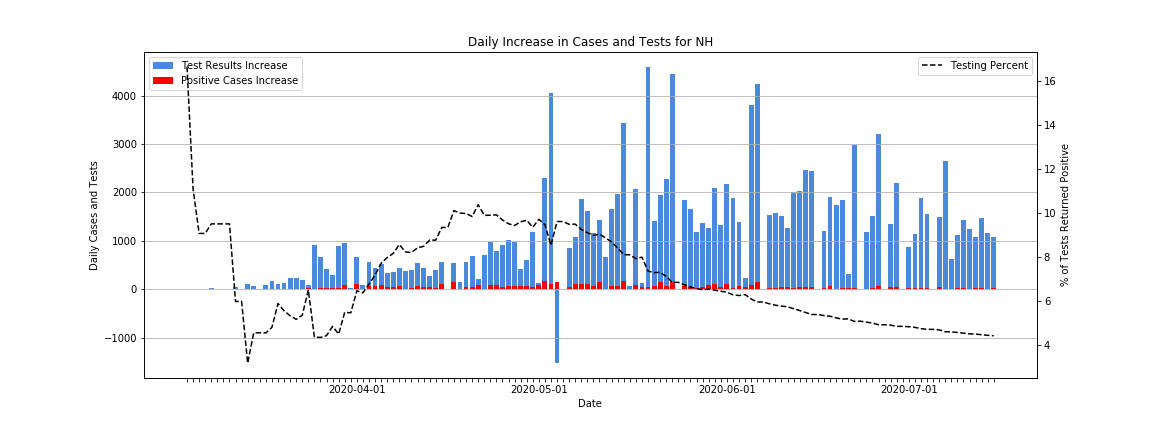 Daily Increase in Cases and Tests for NH
Test Results Increase
Positive Cases Increase
Testing Percent
4000
3000
2000
1000
0
−1000
16
14
12
10
8
6
4
Daily Cases and Tests
% of Tests Returned Positive
2020-04-01
2020-05-01
2020-06-01
2020-07-01
Date